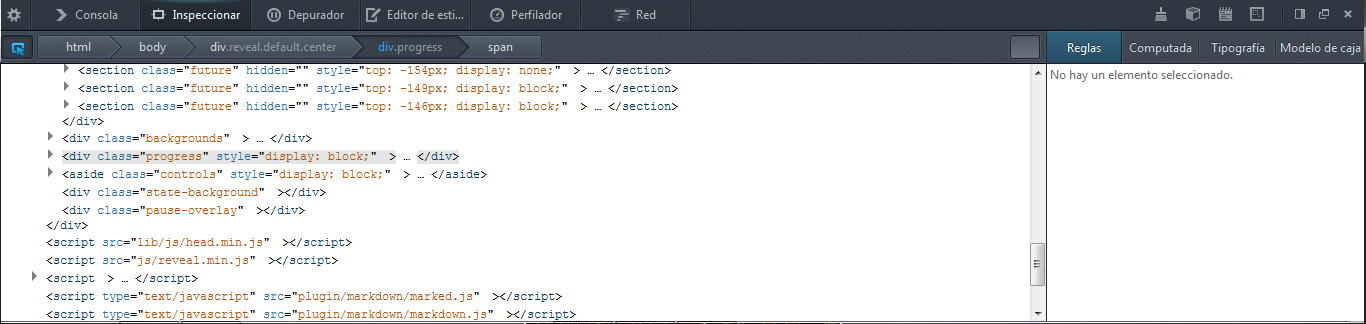 Consola Inspeccionar Depurador Editor de esti... Perfilador Red
html body div.reveal.default.center div.progress span
Reglas Computada Tipografía Modelo de caja
<section class="future" hidden="" style="top: -154px; display: none;" > … </section>
<section class="future" hidden="" style="top: -149px; display: block;" > … </section>
<section class="future" hidden="" style="top: -146px; display: block;" > … </section>
</div>
<div class="backgrounds" > … </div>
<div class="progress" style="display: block;" > … </div>
<aside class="controls" style="display: block;" > … </aside>
<div class="state-background" ></div>
<div class="pause-overlay" ></div>
</div>
<script src="lib/js/head.min.js" ></script>
<script src="js/reveal.min.js" ></script>
<script > … </script>
<script type="text/javascript" src="plugin/markdown/marked.js" ></script>
<script type="text/javascript" src="plugin/markdown/markdown.js" ></script>
No hay un elemento seleccionado.